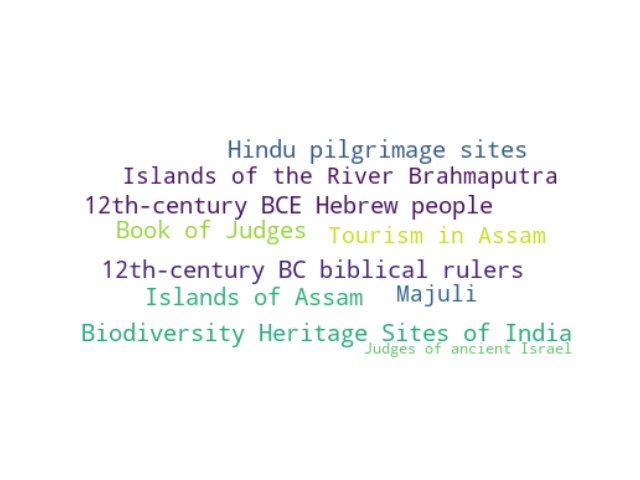 Hindu pilgrimage sites
Islands of the River Brahmaputra
12th-century BCE Hebrew people
Book of Judges
Tourism in Assam
12th-century BC biblical rulers
Islands of Assam
Majuli
Biodiversity Heritage Sites of India
Judges of ancient Israel